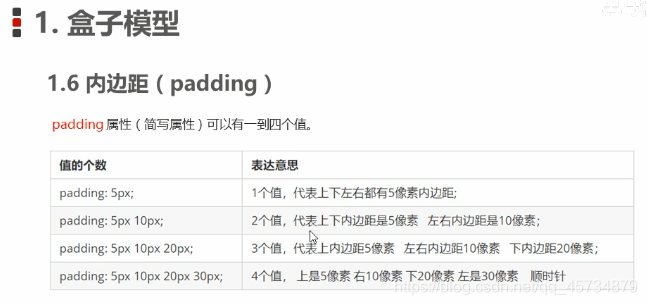 1. 盒子模型
1.6 内边距（padding）
padding 属性（简写属性）可以有一到四个值。
值的个数 表达意思
padding: 5px; 1个值，代表上下左右都有5像素内边距;
padding: 5px 10px; 2个值，代表上下内边距是5像素 左右内边距是10像素；
padding: 5px 10px 20px; 3个值，代表上内边距5像素 左右内边距10像素 下内边距20像素；
padding: 5px 10px 20px 30px; 4个值， 上是5像素 右10像素 下20像素 左是30像素 顺时针
https://blog.csdn.net/qq_45734879